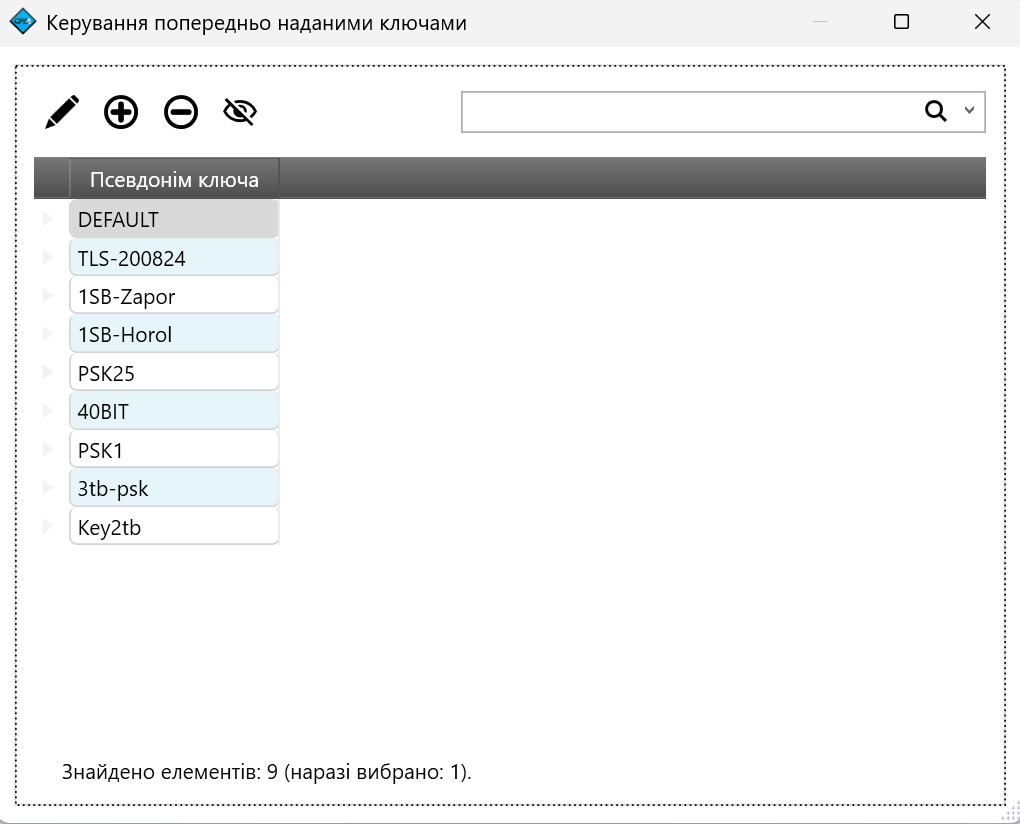 Керування попередньо наданими ключами
Псевдонім ключа
DEFAULT
TLS-200824
1SB-Zapor
1SB-Horol
PSK25
40BIT
PSK1
3tb-psk
Key2tb
Знайдено елементів: 9 (наразі вибрано: 1).